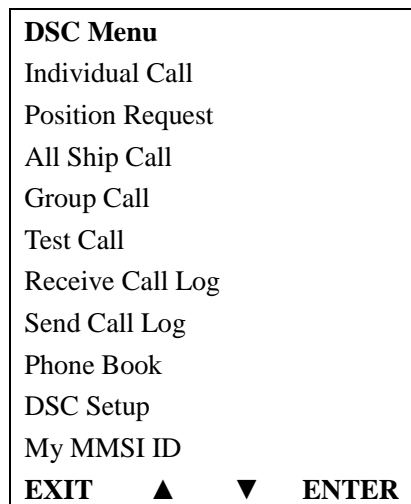 DSC Menu
Individual Call
Position Request
All Ship Call
Group Call
Test Call
Receive Call Log
Send Call Log
Phone Book
DSC Setup
My MMSI ID
EXIT ▲ ▼ ENTER